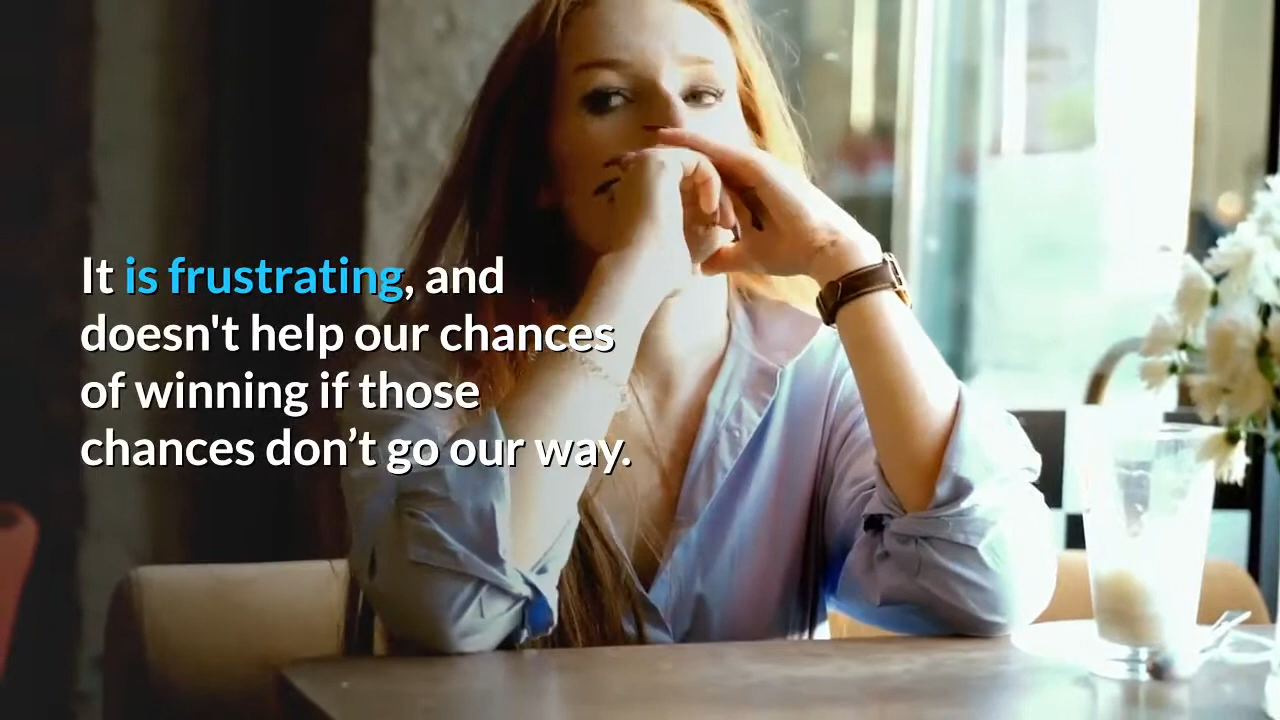 It is frustrating, and
doesn't help our chances
of winning if those
chances don’t go our way.